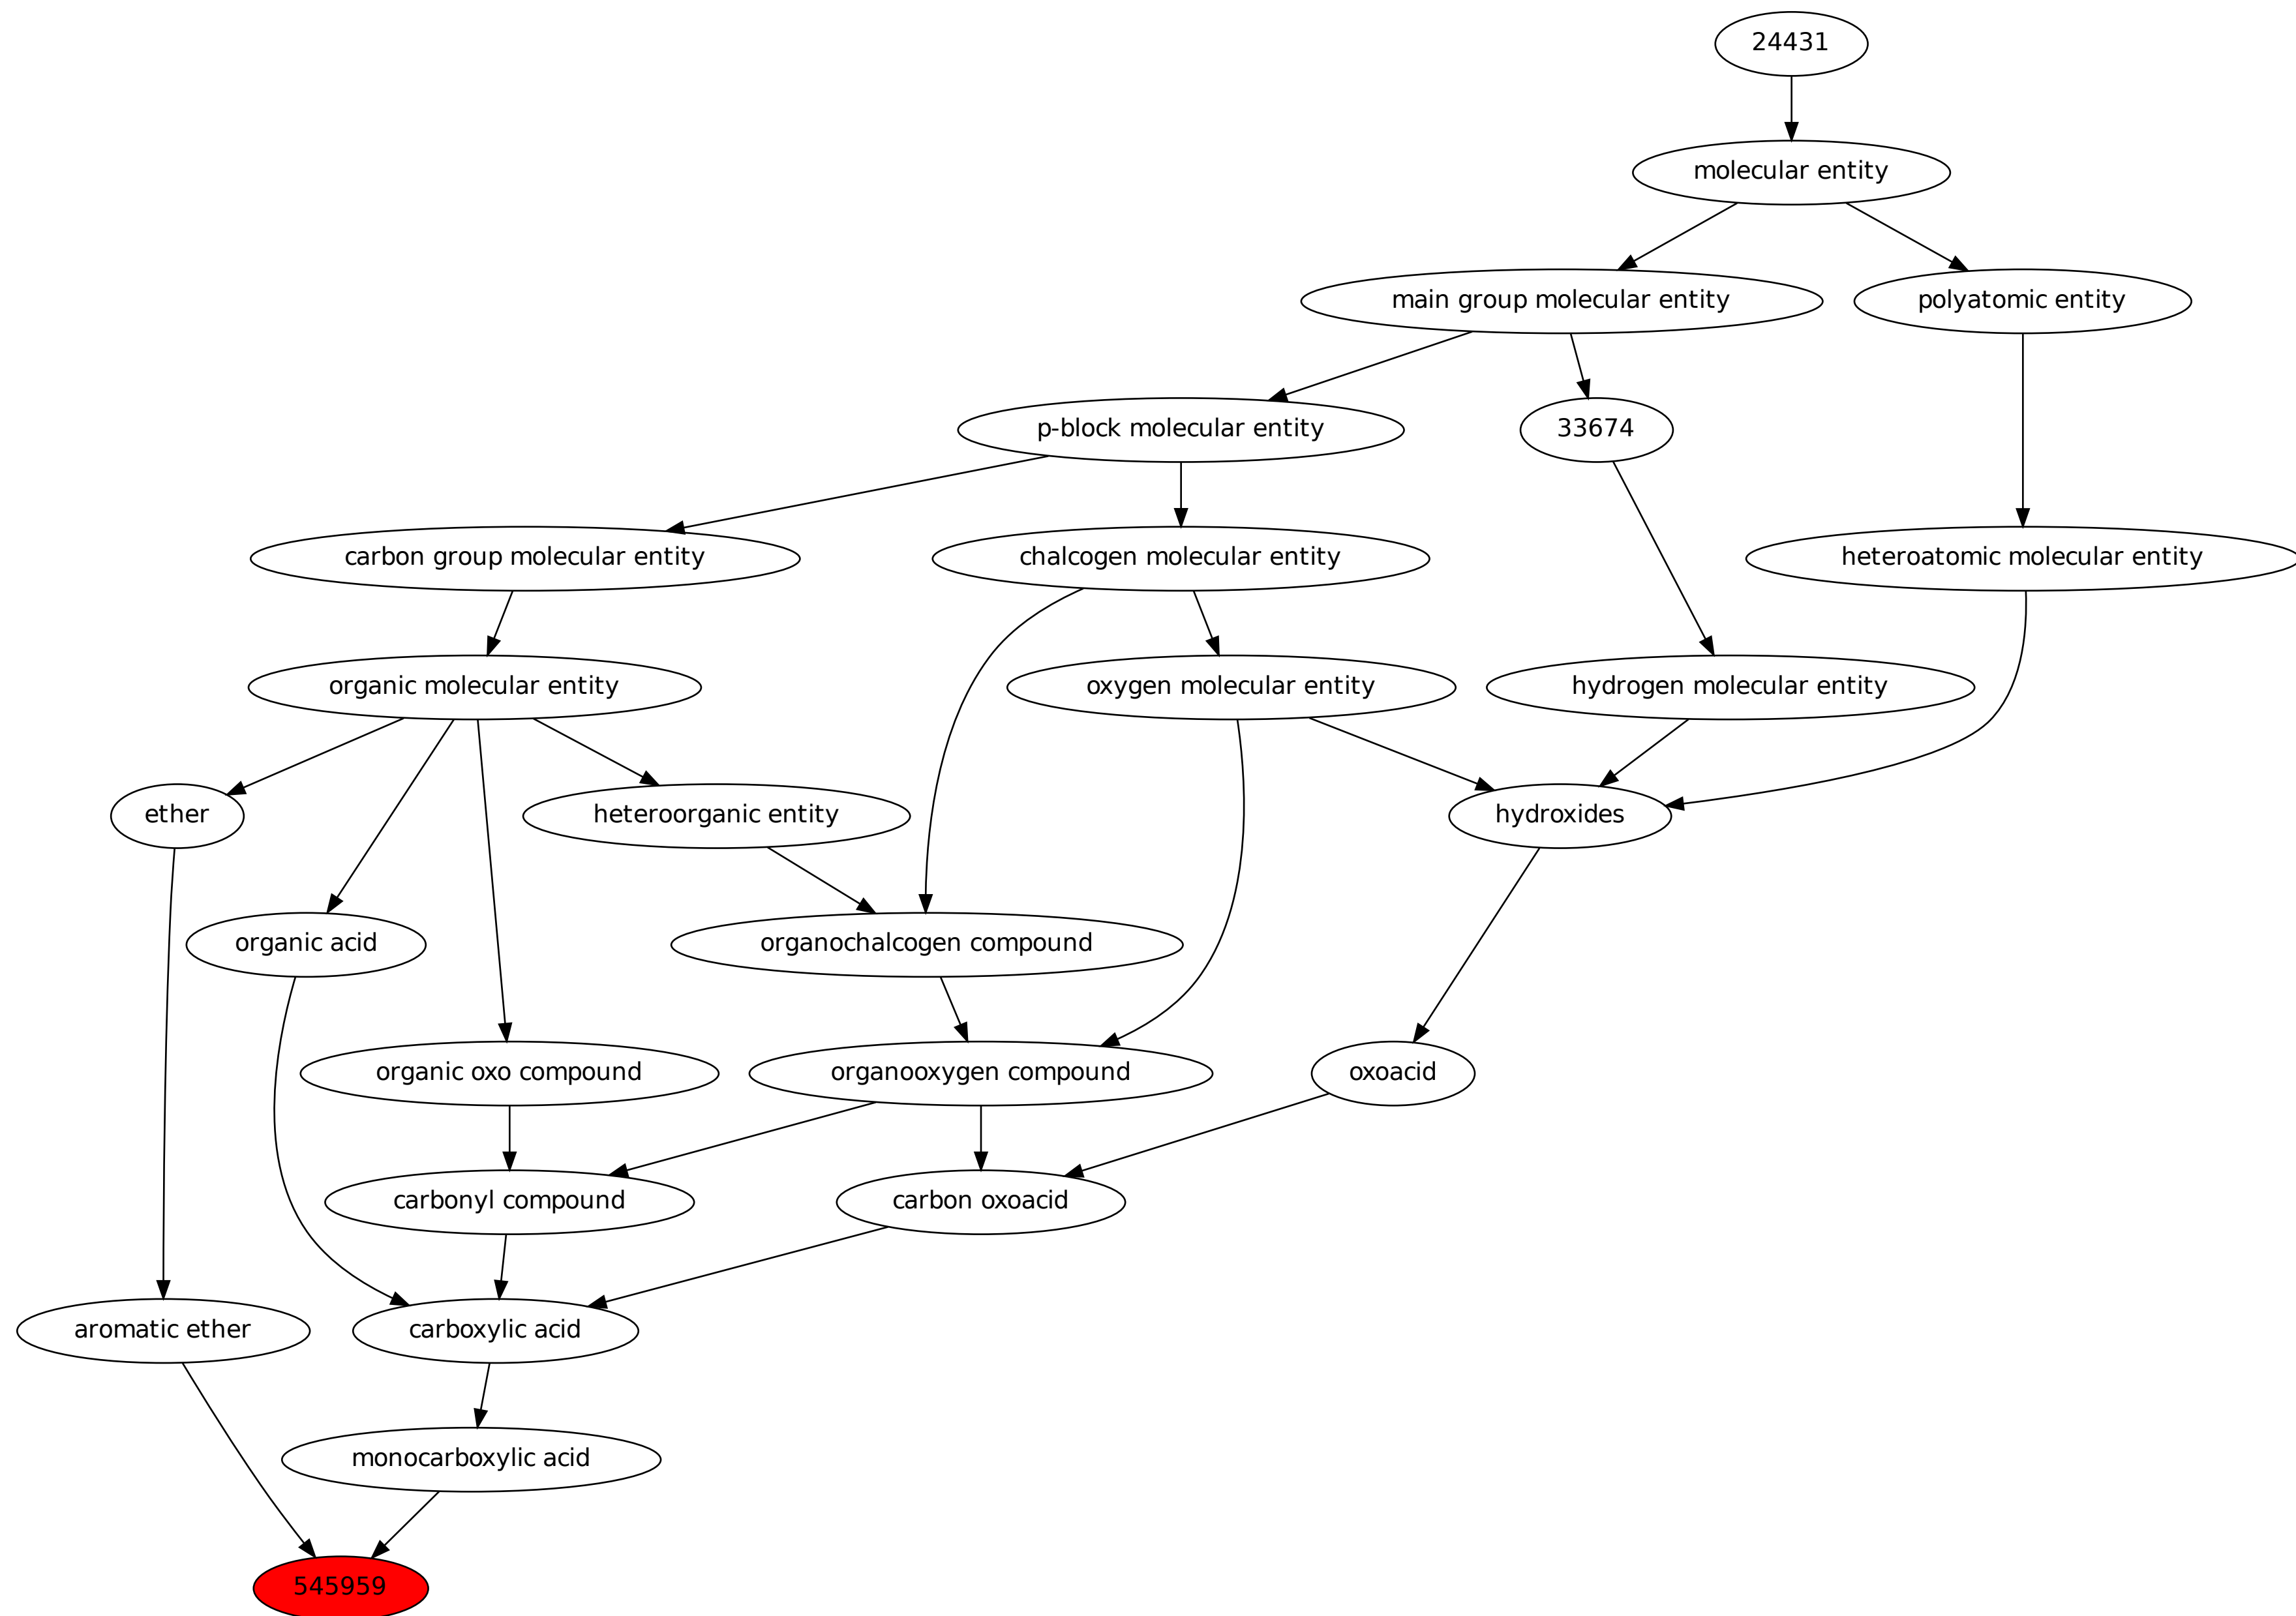 24431
molecular entity
main group molecular entity
polyatomic entity
p-block molecular entity
33674
carbon group molecular entity
chalcogen molecular entity
heteroatomic molecular entity
organic molecular entity
oxygen molecular entity
hydrogen molecular entity
ether
heteroorganic entity
hydroxides
organic acid
organochalcogen compound
organic oxo compound
organooxygen compound
oxoacid
carbonyl compound
carbon oxoacid
aromatic ether
carboxylic acid
monocarboxylic acid
545959